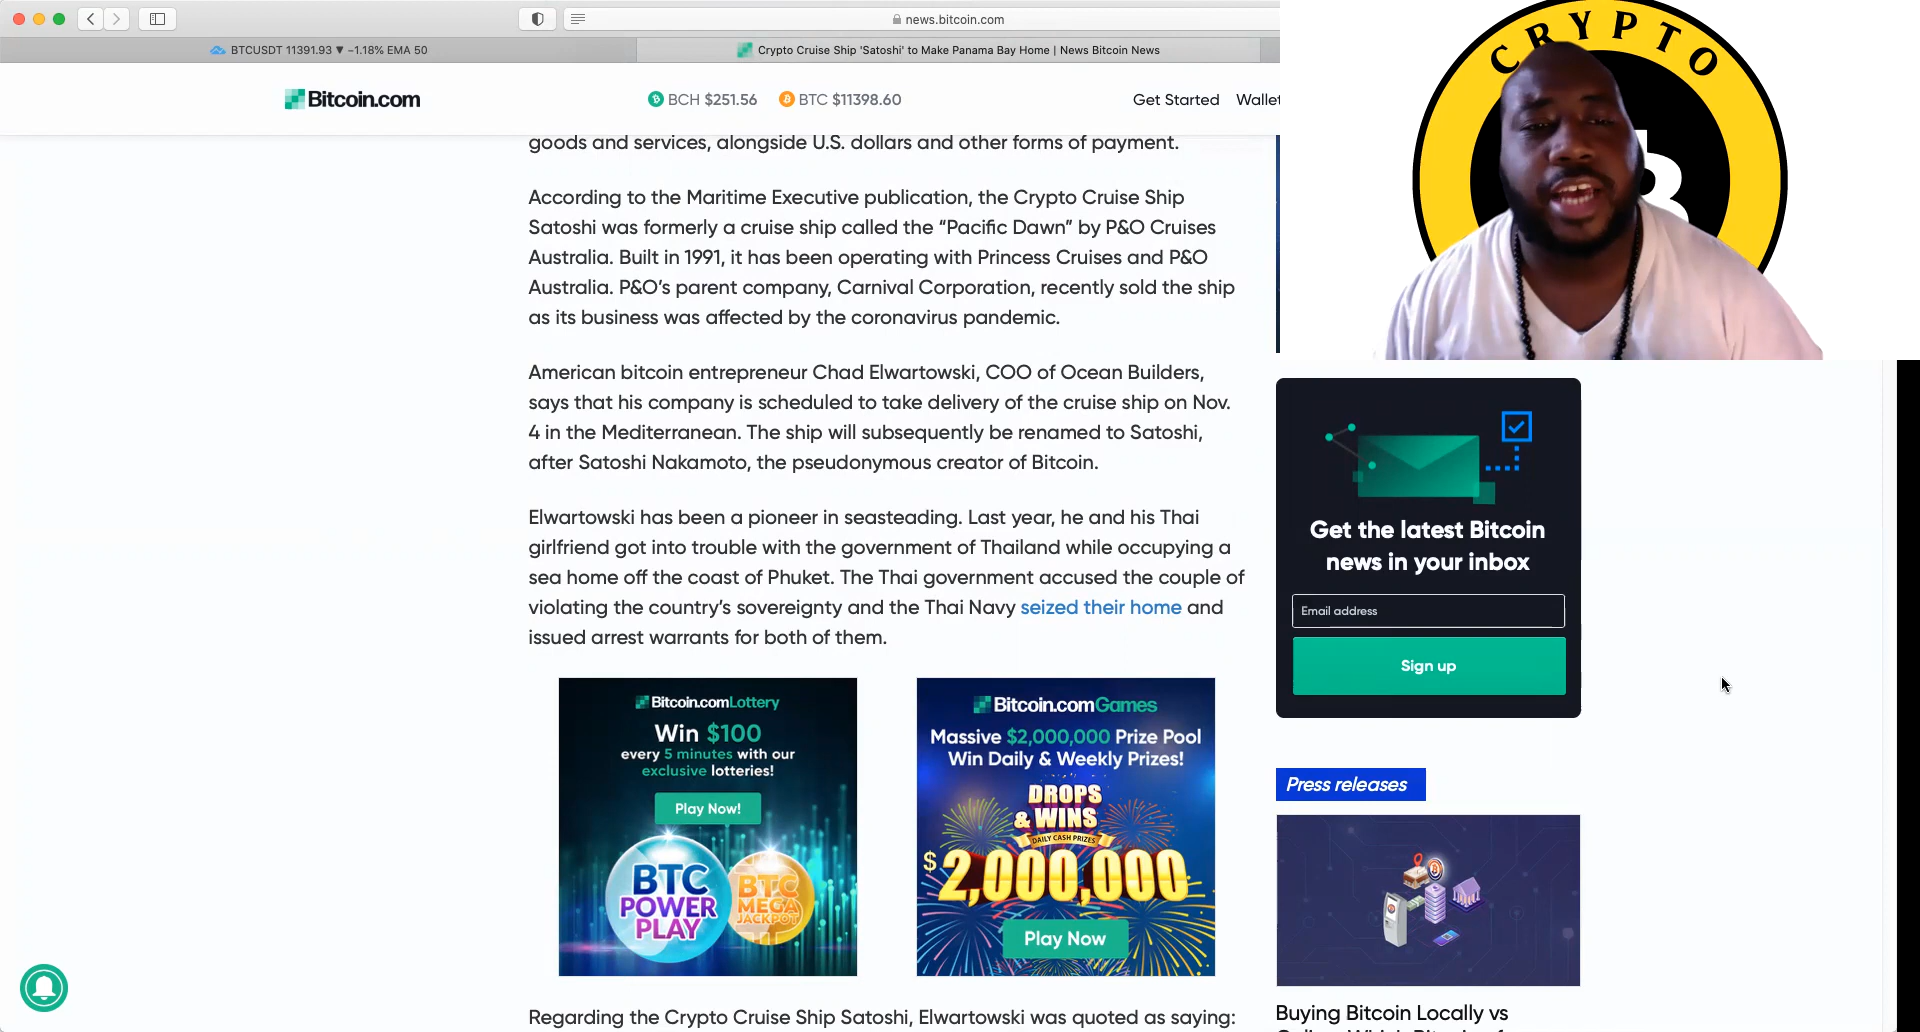 news.bitcoin.com
BTCUSDT 11391.93 ▼ −1.18% EMA 50
Crypto Cruise Ship 'Satoshi' to Make Panama Bay Home | News Bitcoin News
Bitcoin.com
BCH $251.56
BTC $11398.60
Get Started
Wallet
CRYPTO
B
goods and services, alongside U.S. dollars and other forms of payment.
According to the Maritime Executive publication, the Crypto Cruise Ship
Satoshi was formerly a cruise ship called the “Pacific Dawn” by P&O Cruises
Australia. Built in 1991, it has been operating with Princess Cruises and P&O
Australia. P&O’s parent company, Carnival Corporation, recently sold the ship
as its business was affected by the coronavirus pandemic.
American bitcoin entrepreneur Chad Elwartowski, COO of Ocean Builders,
says that his company is scheduled to take delivery of the cruise ship on Nov.
4 in the Mediterranean. The ship will subsequently be renamed to Satoshi,
after Satoshi Nakamoto, the pseudonymous creator of Bitcoin.
Elwartowski has been a pioneer in seasteading. Last year, he and his Thai
girlfriend got into trouble with the government of Thailand while occupying a
sea home off the coast of Phuket. The Thai government accused the couple of
violating the country’s sovereignty and the Thai Navy seized their home and
issued arrest warrants for both of them.
Bitcoin.comLottery
Win $100
every 5 minutes with our
exclusive lotteries!
Play Now!
BTC
POWER
PLAY
BTC
MEGA
JACKPOT
Bitcoin.comGames
Massive $2,000,000 Prize Pool
Win Daily & Weekly Prizes!
DROPS
& WINS
DAILY CASH PRIZES
$2,000,000
Play Now
Regarding the Crypto Cruise Ship Satoshi, Elwartowski was quoted as saying:
Get the latest Bitcoin
news in your inbox
Email address
Sign up
Press releases
Buying Bitcoin Locally vs